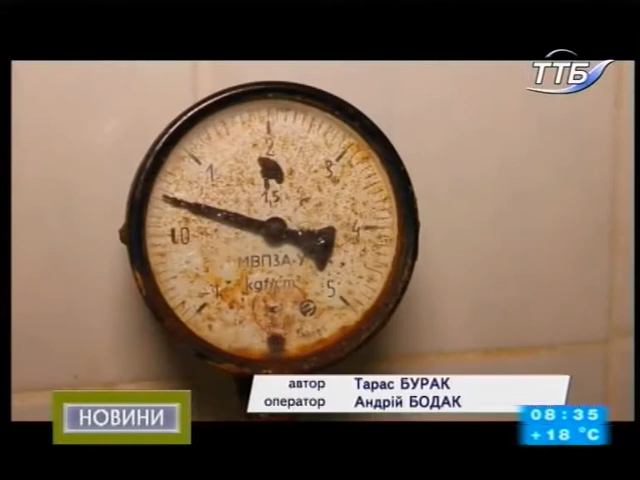 ТТБ
2
1
3
1,5
0
4
МВПЗА-У
kgf/cm²
5
автор Тарас БУРАК
оператор Андрій БОДАК
НОВИНИ
08:35
+18 °C